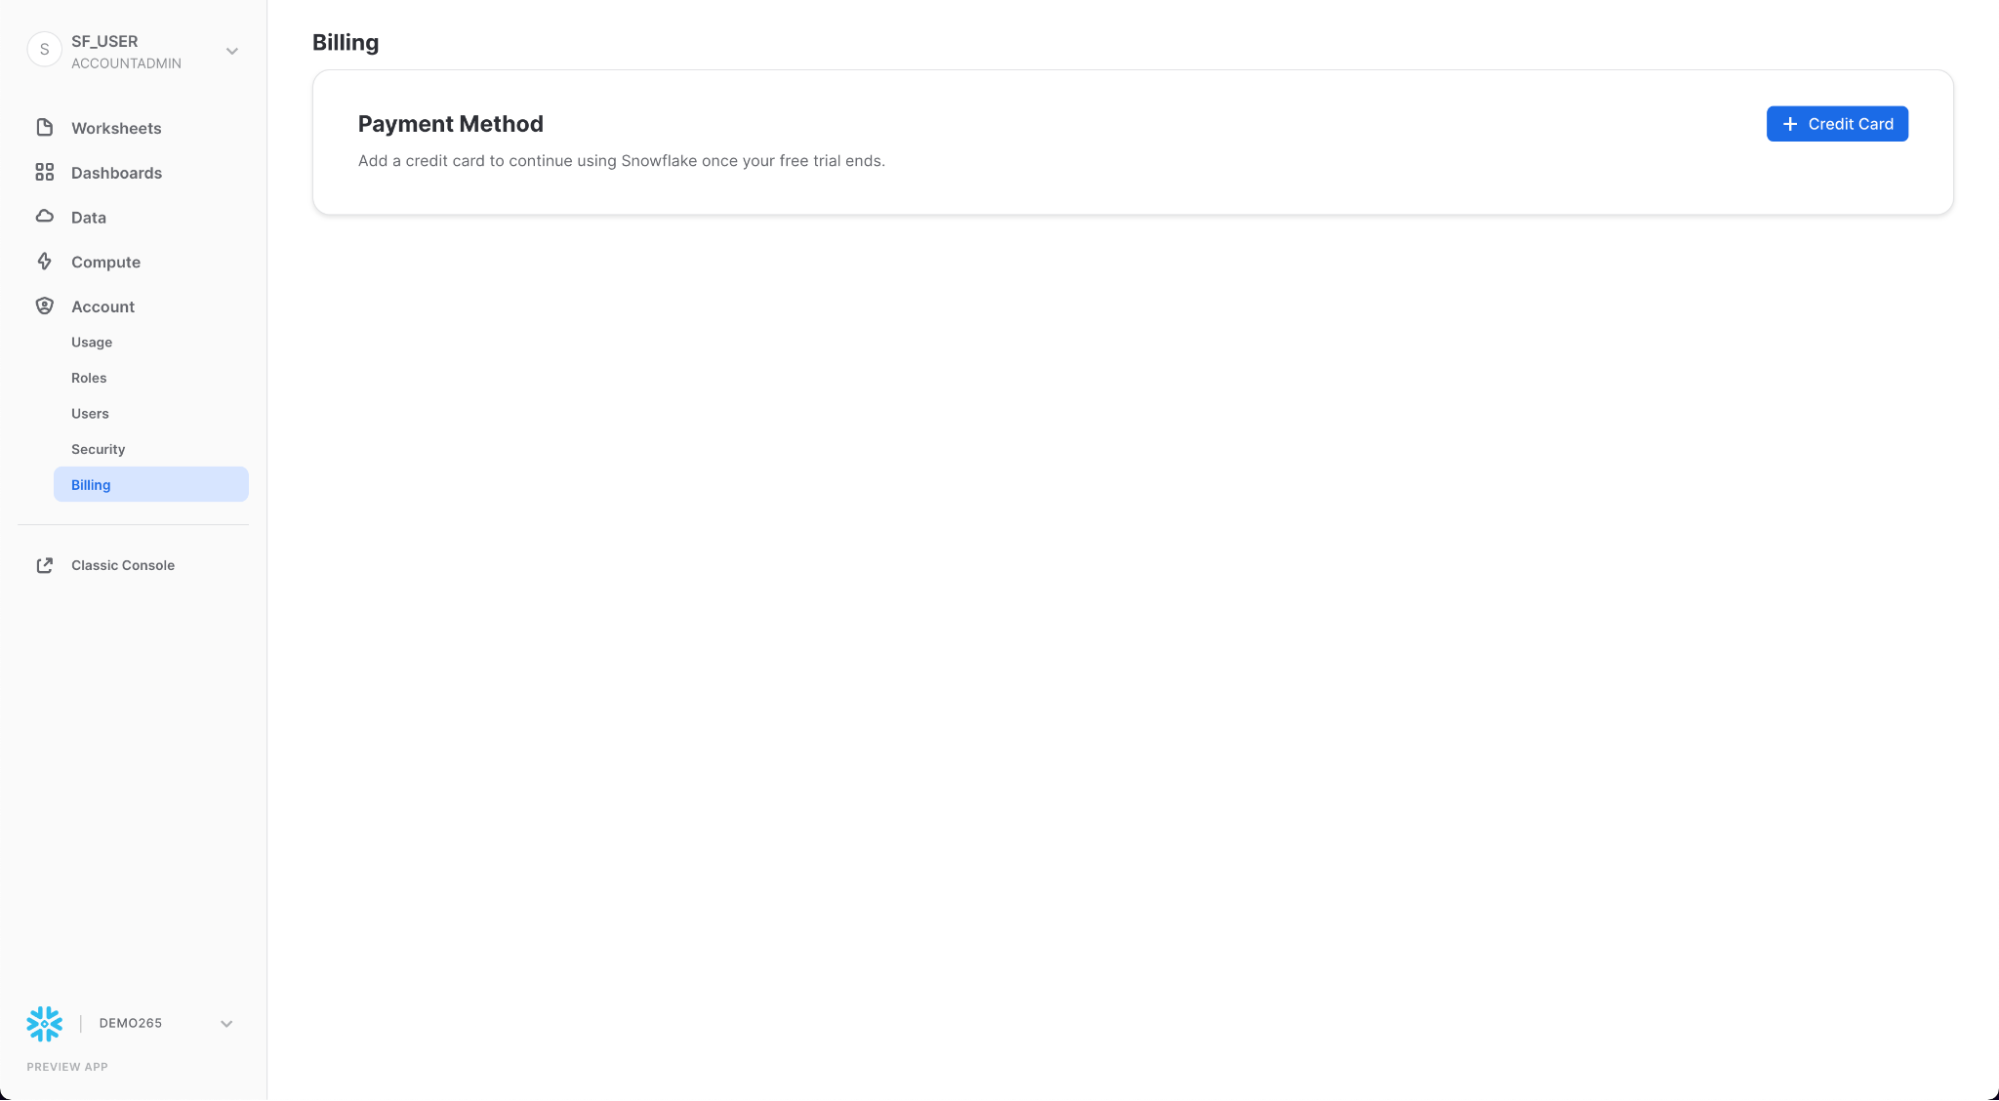 S
SF_USER
ACCOUNTADMIN
Worksheets
Dashboards
Data
Compute
Account
Usage
Roles
Users
Security
Billing
Classic Console
DEMO265
PREVIEW APP
Billing
Payment Method
Add a credit card to continue using Snowflake once your free trial ends.
+ Credit Card